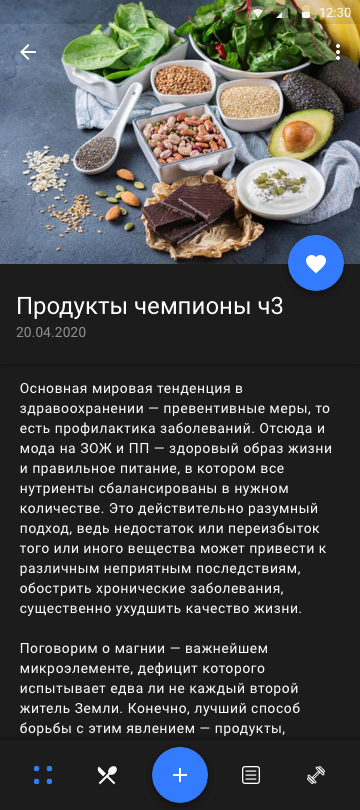 12:30
Продукты чемпионы ч3
20.04.2020
Основная мировая тенденция в
здравоохранении — превентивные меры, то
есть профилактика заболеваний. Отсюда и
мода на ЗОЖ и ПП — здоровый образ жизни
и правильное питание, в котором все
нутриенты сбалансированы в нужном
количестве. Это действительно разумный
подход, ведь недостаток или переизбыток
того или иного вещества может привести к
различным неприятным последствиям,
обострить хронические заболевания,
существенно ухудшить качество жизни.
Поговорим о магнии — важнейшем
микроэлементе, дефицит которого
испытывает едва ли не каждый второй
житель Земли. Конечно, лучший способ
борьбы с этим явлением — продукты,